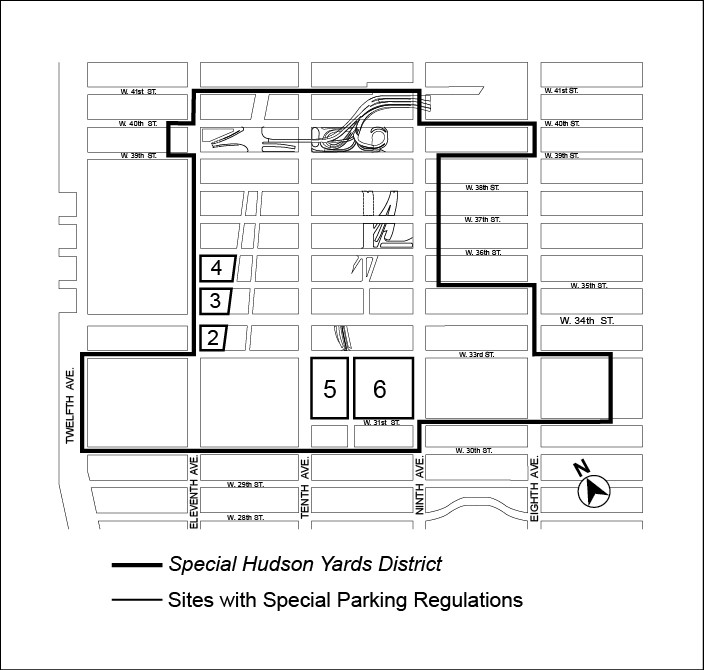 W. 41st ST.
W. 41st ST.
W. 40th ST.
W. 40th ST.
W. 39th ST.
W. 39th ST.
W. 38th ST.
W. 37th ST.
W. 36th ST.
4
W. 35th ST.
3
W. 34th ST.
2
W. 33rd ST.
5
6
TWELFTH AVE.
W. 31st ST.
W. 30th ST.
ELEVENTH AVE.
TENTH AVE.
NINTH AVE.
EIGHTH AVE.
N
W. 29th ST.
W. 28th ST.
Special Hudson Yards District
Sites with Special Parking Regulations